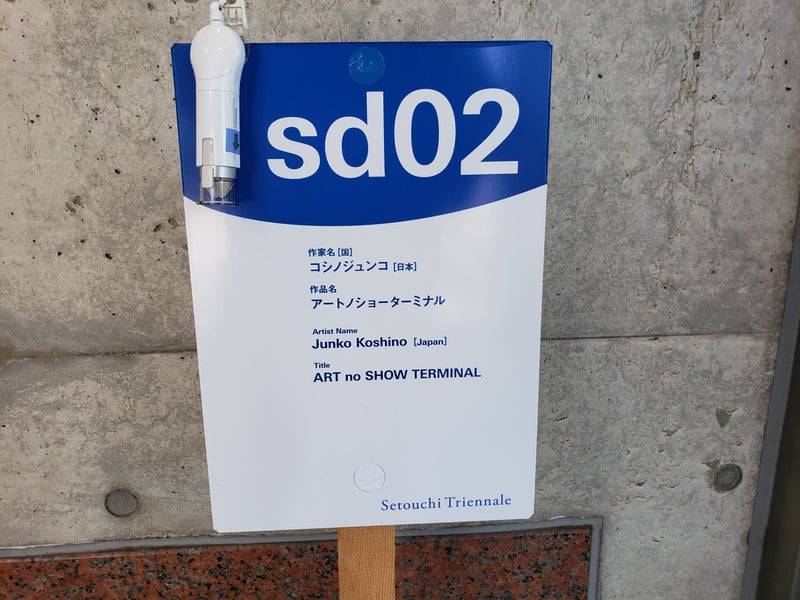 sd02
作家名 [国]
コシノジュンコ [日本]
作品名
アートノショーターミナル
Artist Name
Junko Koshino [Japan]
Title
ART no SHOW TERMINAL
Setouchi Triennale